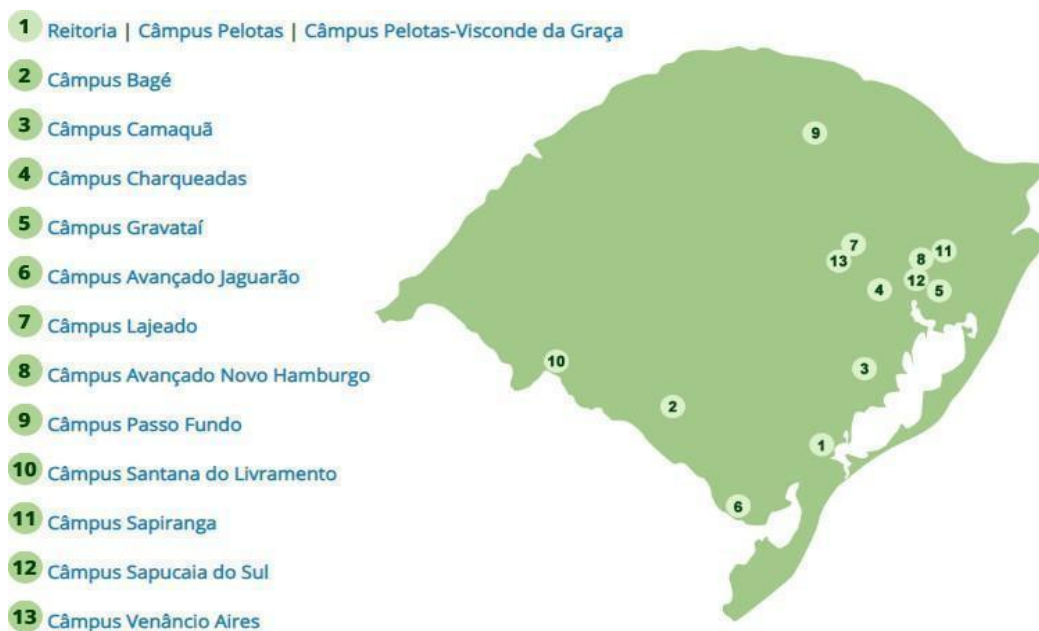 1 Reitoria | Câmpus Pelotas | Câmpus Pelotas-Visconde da Graça
2 Câmpus Bagé
3 Câmpus Camaquã
4 Câmpus Charqueadas
5 Câmpus Gravataí
6 Câmpus Avançado Jaguarão
7 Câmpus Lajeado
8 Câmpus Avançado Novo Hamburgo
9 Câmpus Passo Fundo
10 Câmpus Santana do Livramento
11 Câmpus Sapiranga
12 Câmpus Sapucaia do Sul
13 Câmpus Venâncio Aires
9
7
11
8
13
12
4
5
10
3
2
1
6